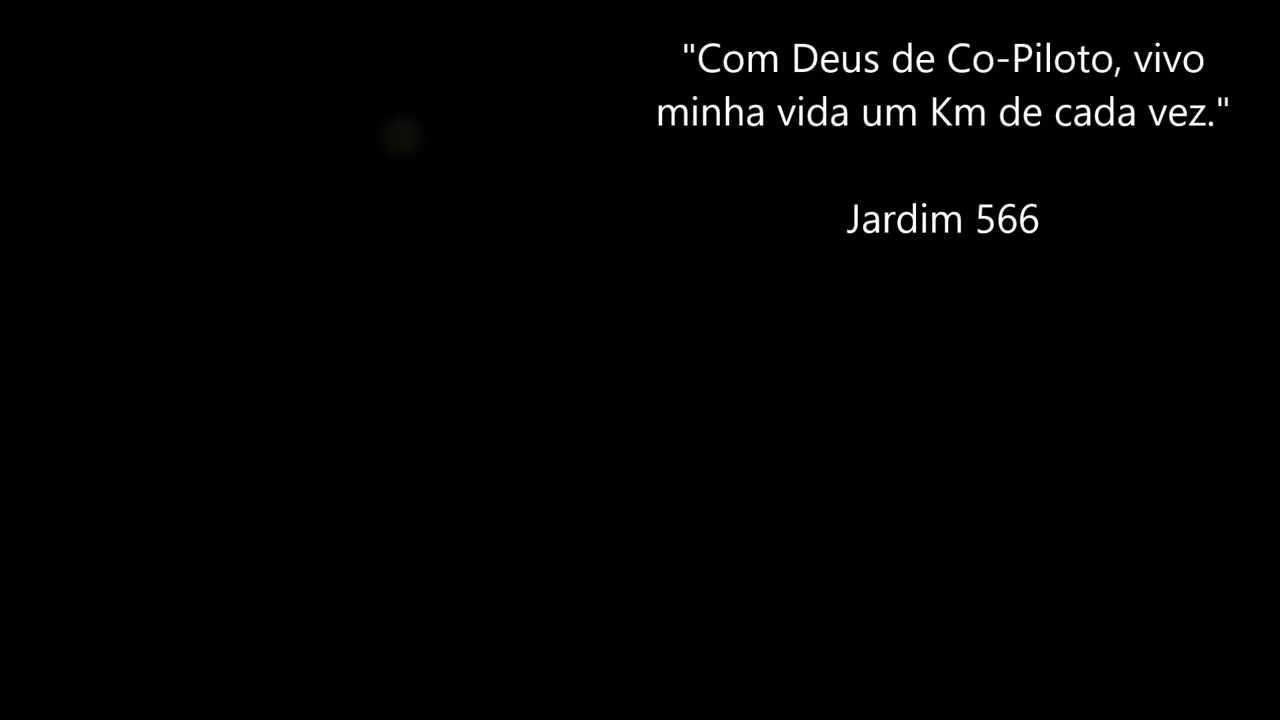 "Com Deus de Co-Piloto, vivo
minha vida um Km de cada vez."
Jardim 566